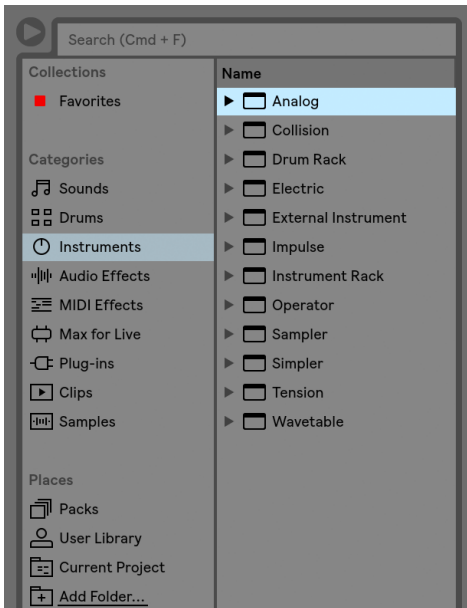 Search (Cmd + F)
Collections
Favorites
Categories
Sounds
Drums
Instruments
Audio Effects
MIDI Effects
Max for Live
Plug-ins
Clips
Samples
Places
Packs
User Library
Current Project
Add Folder...
Name
Analog
Collision
Drum Rack
Electric
External Instrument
Impulse
Instrument Rack
Operator
Sampler
Simpler
Tension
Wavetable